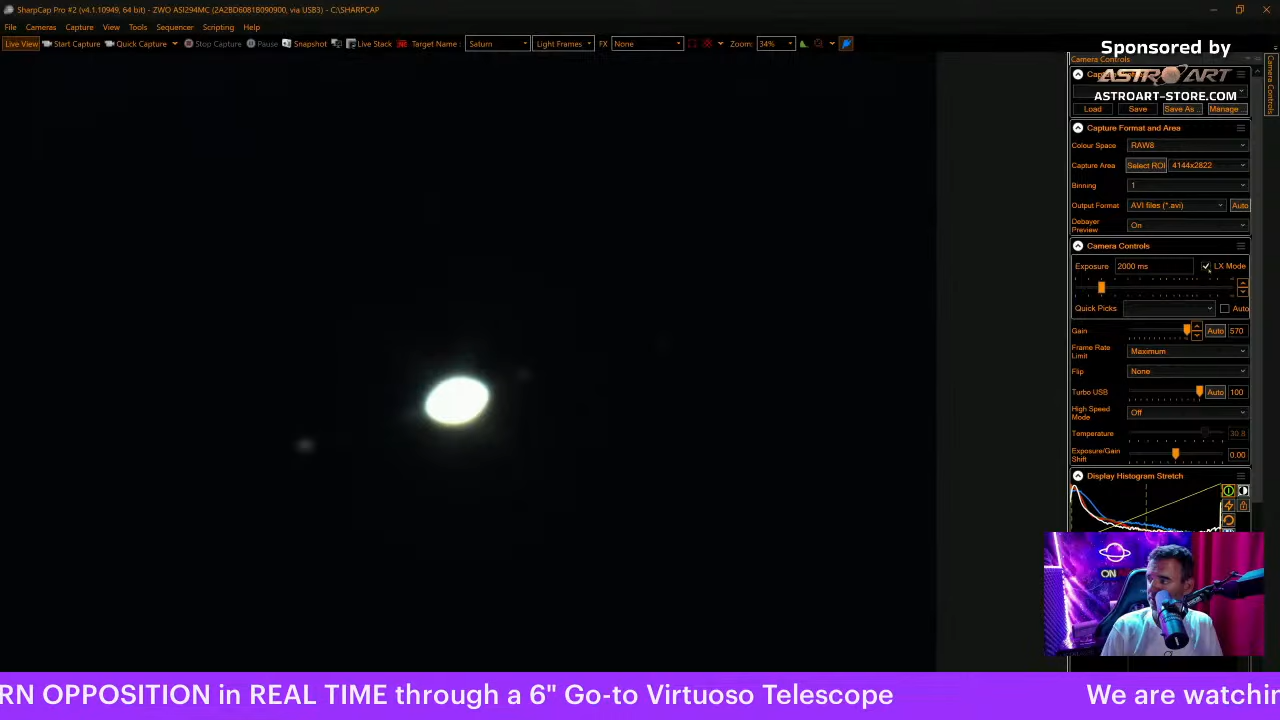 SharpCap Pro #2 (v4.1.10949, 64 bit) - ZWO ASI294MC (2A2BD6081B090900, via USB3) - C:\SHARPCAP
File Cameras Capture View Tools Sequencer Scripting Help
Live View Start Capture Quick Capture Stop Capture Pause Snapshot Live Stack Target Name : Saturn Light Frames FX None Zoom: 34%
Sponsored by
ASTROART
ASTROART-STORE.COM
Camera Controls
Camera Controls
Load Save Save As Manage
Capture Format and Area
Colour Space RAW8
Capture Area Select ROI 4144x2822
Binning 1
Output Format AVI files (*.avi) Auto
Debayer Preview On
Camera Controls
Exposure 2000 ms LX Mode
Quick Picks Auto
Gain Auto 570
Frame Rate Limit Maximum
Flip None
Turbo USB Auto 100
High Speed Mode Off
Temperature 30.8
Exposure/Gain Shift 0.00
Display Histogram Stretch
ON
RN OPPOSITION in REAL TIME through a 6" Go-to Virtuoso Telescope We are watchin